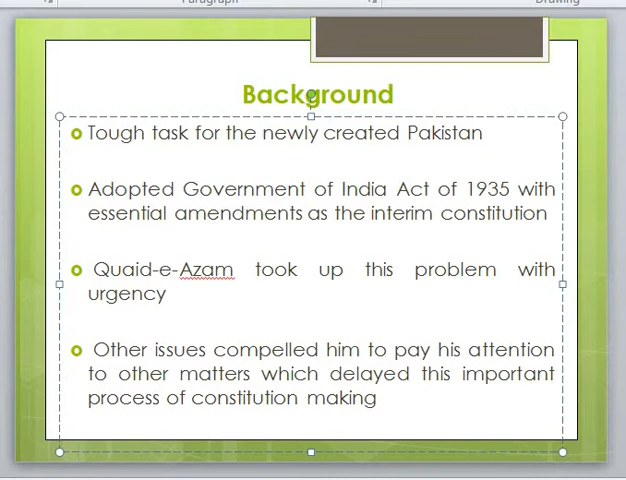 Paragraph
Drawing
Background
Tough task for the newly created Pakistan
Adopted Government of India Act of 1935 with
essential amendments as the interim constitution
Quaid-e-Azam took up this problem with
urgency
Other issues compelled him to pay his attention
to other matters which delayed this important
process of constitution making